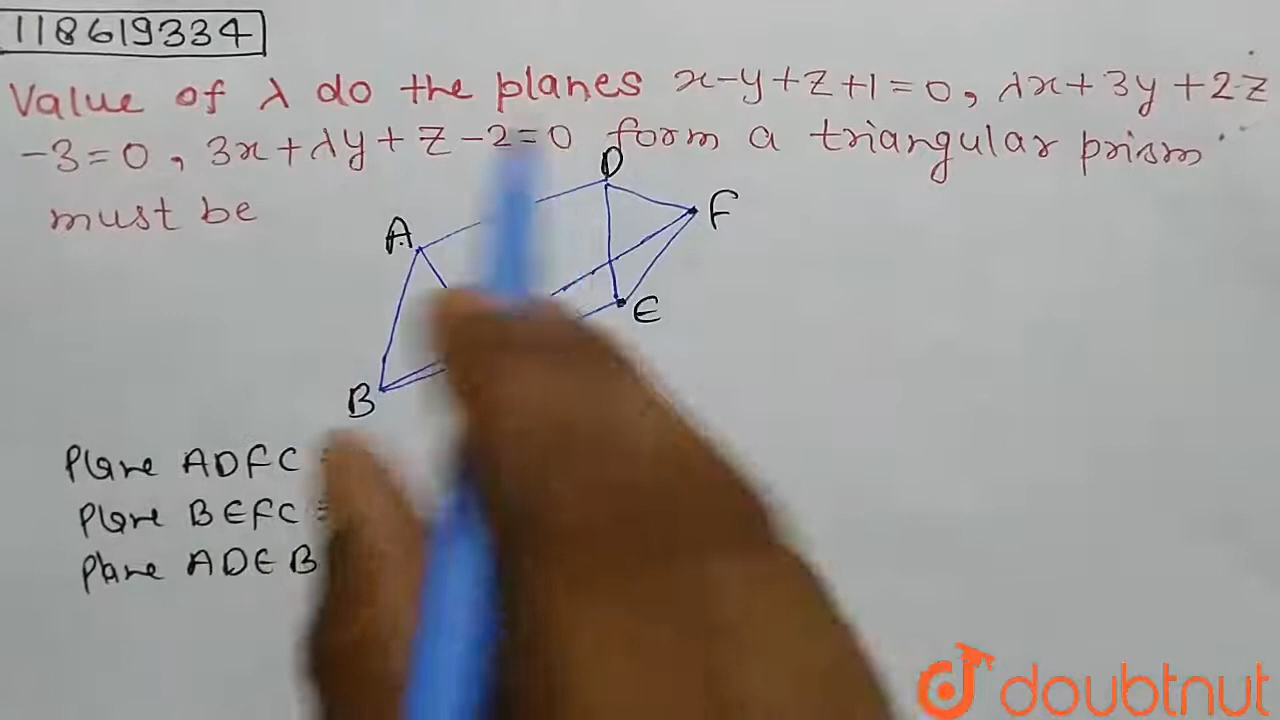 118619334
Value of λ do the planes x-y+z+1=0, λx+3y+2z
-3=0, 3x+λy+z-2=0 form a triangular prism
must be
D
A
F
E
B
Plane ADFC
Plane BEFC =
Plane ADEB
doubtnut